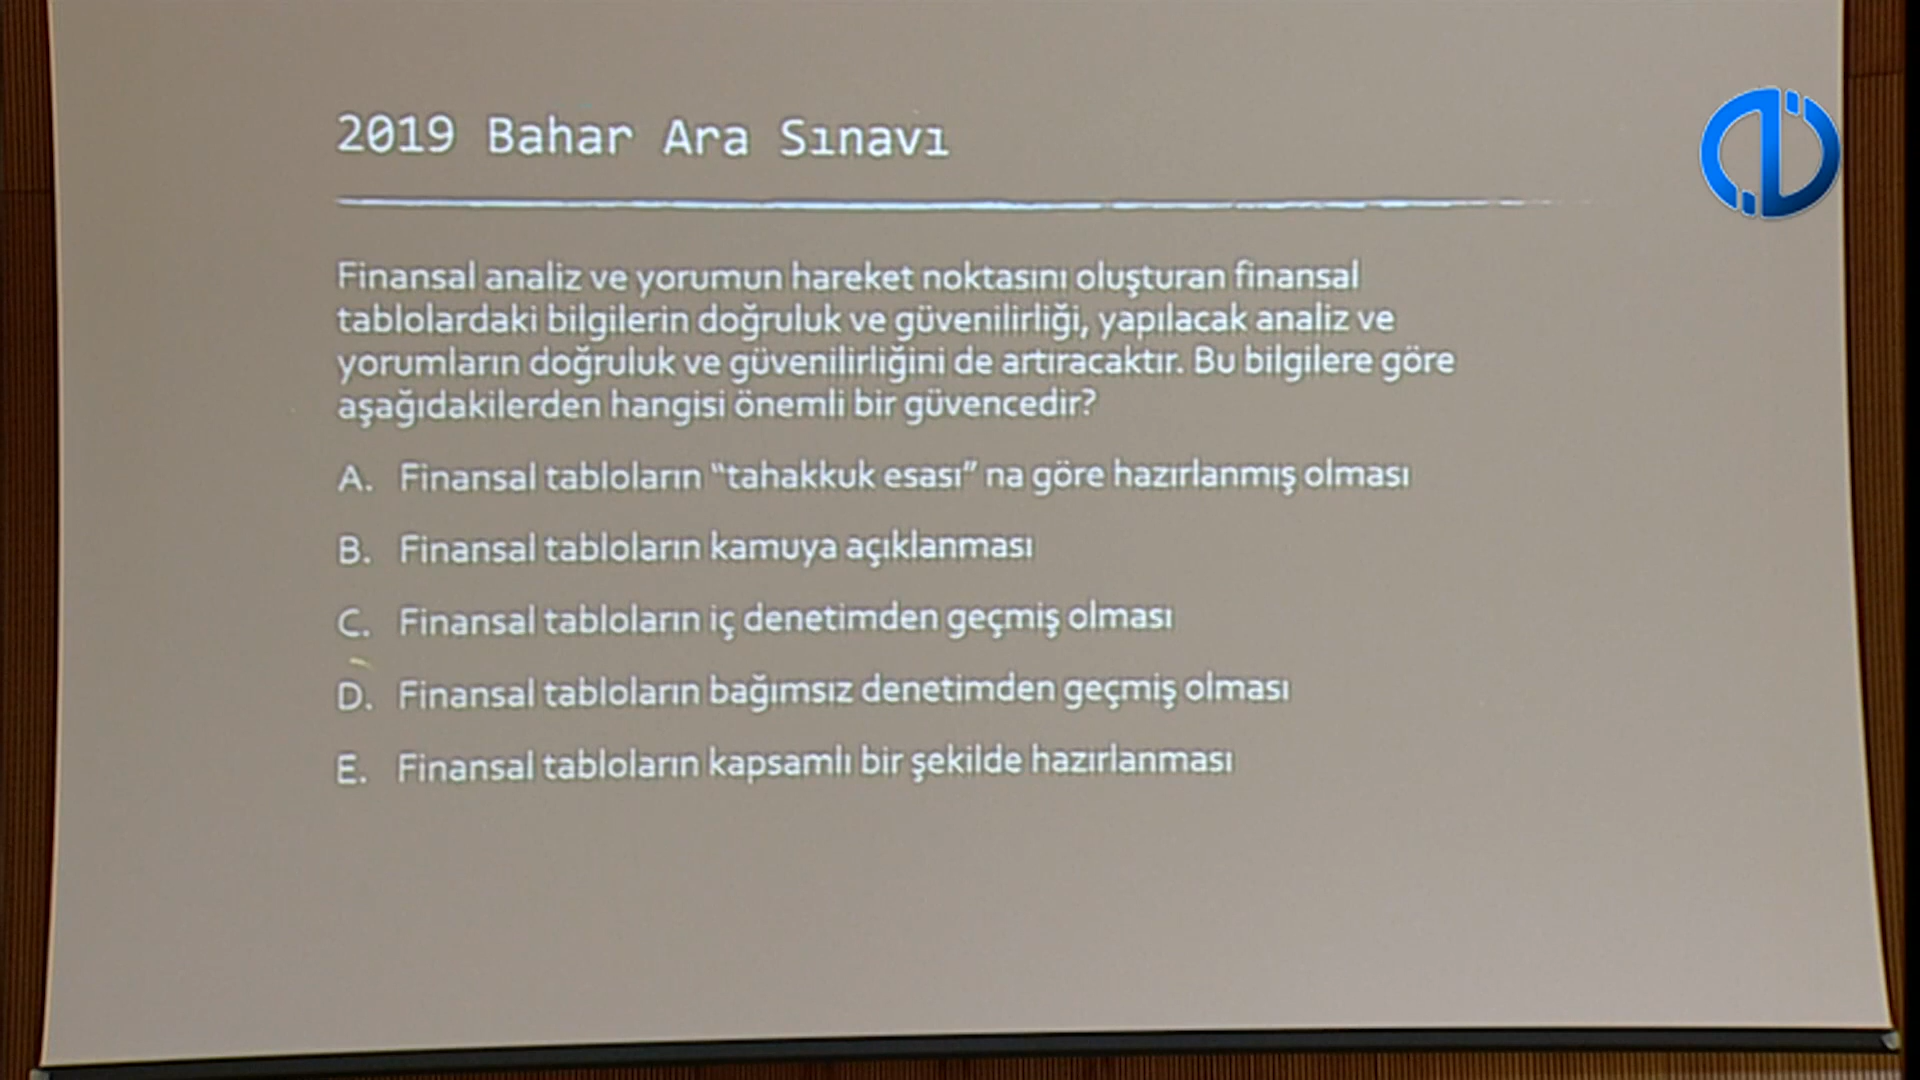 2019 Bahar Ara Sınavı
Finansal analiz ve yorumun hareket noktasını oluşturan finansal
tablolardaki bilgilerin doğruluk ve güvenilirliği, yapılacak analiz ve
yorumların doğruluk ve güvenilirliğini de artıracaktır. Bu bilgilere göre
aşağıdakilerden hangisi önemli bir güvencedir?
A. Finansal tabloların “tahakkuk esası” na göre hazırlanmış olması
B. Finansal tabloların kamuya açıklanması
C. Finansal tabloların iç denetimden geçmiş olması
D. Finansal tabloların bağımsız denetimden geçmiş olması
E. Finansal tabloların kapsamlı bir şekilde hazırlanması